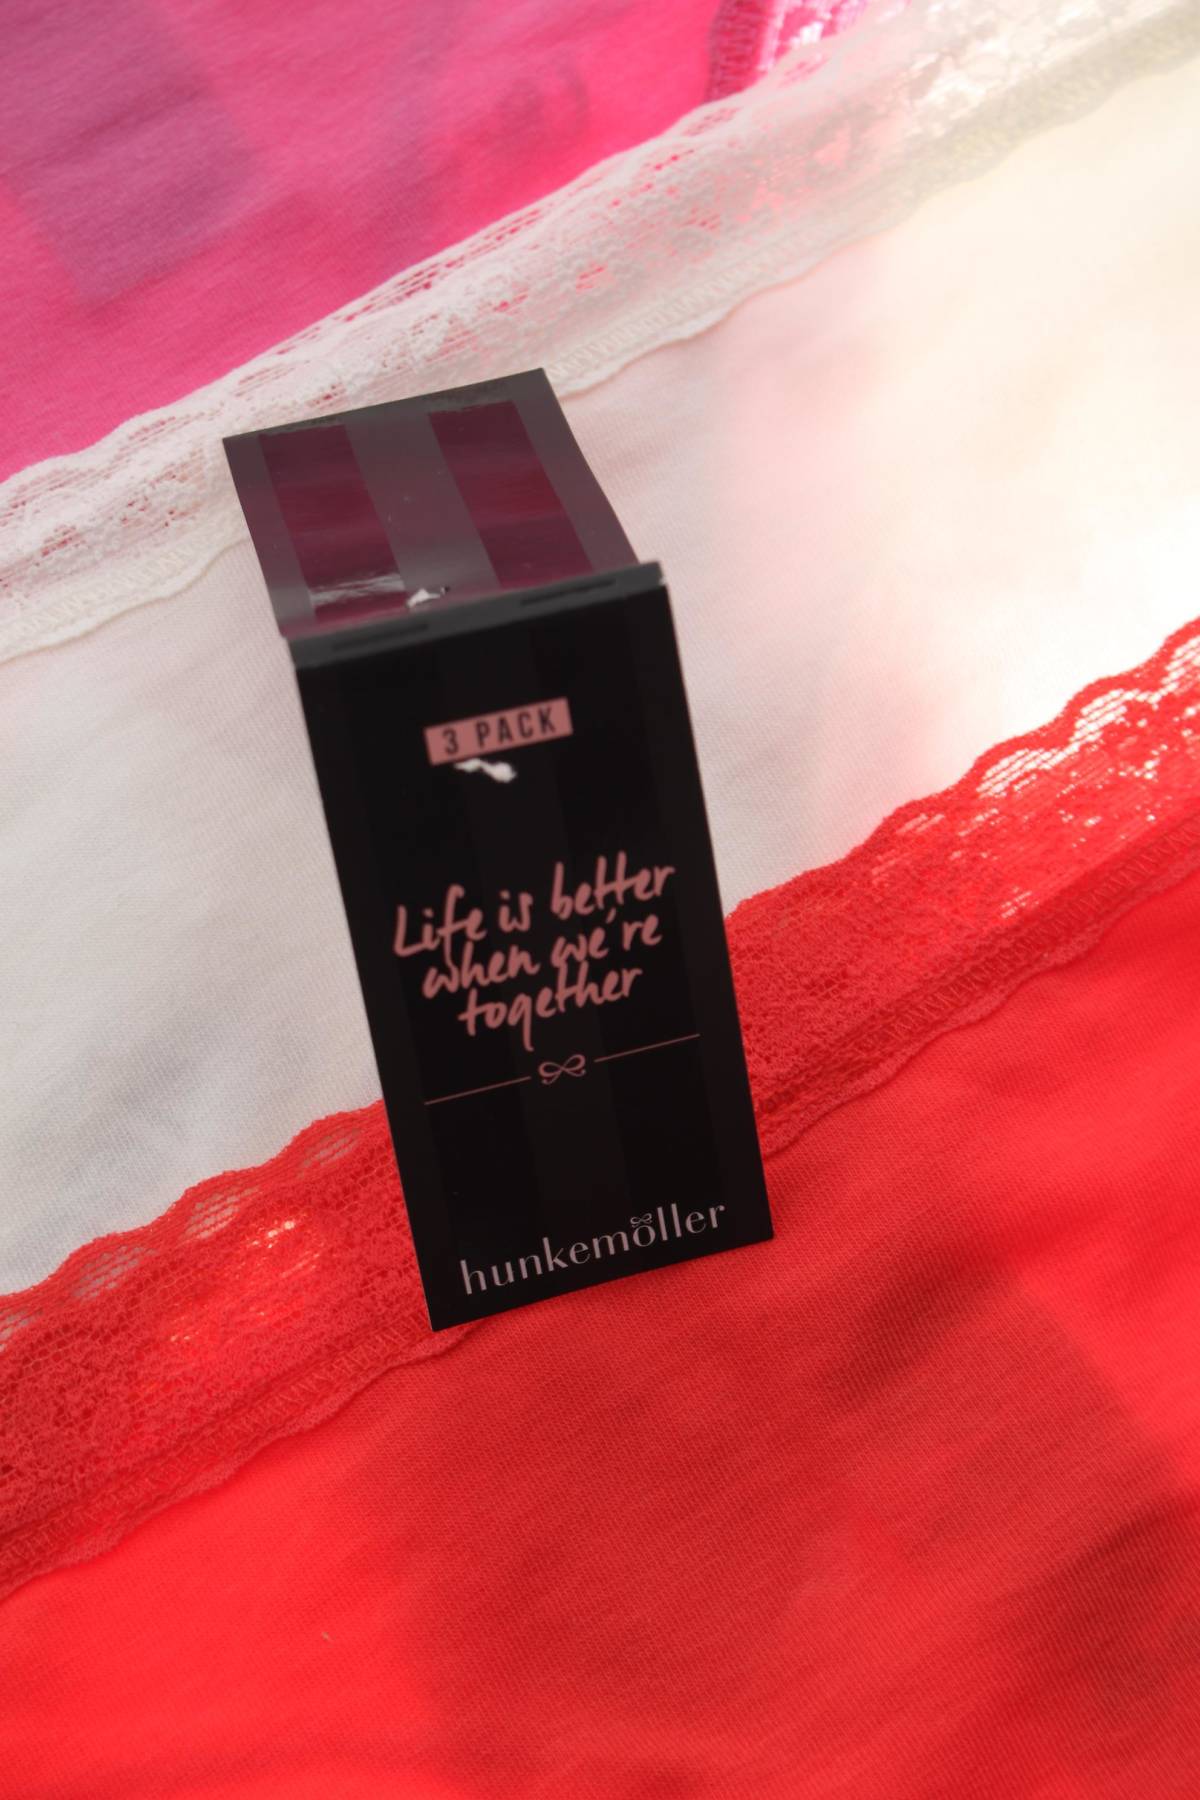 3 PACK
Life is better
when we're
together
hunkemöller